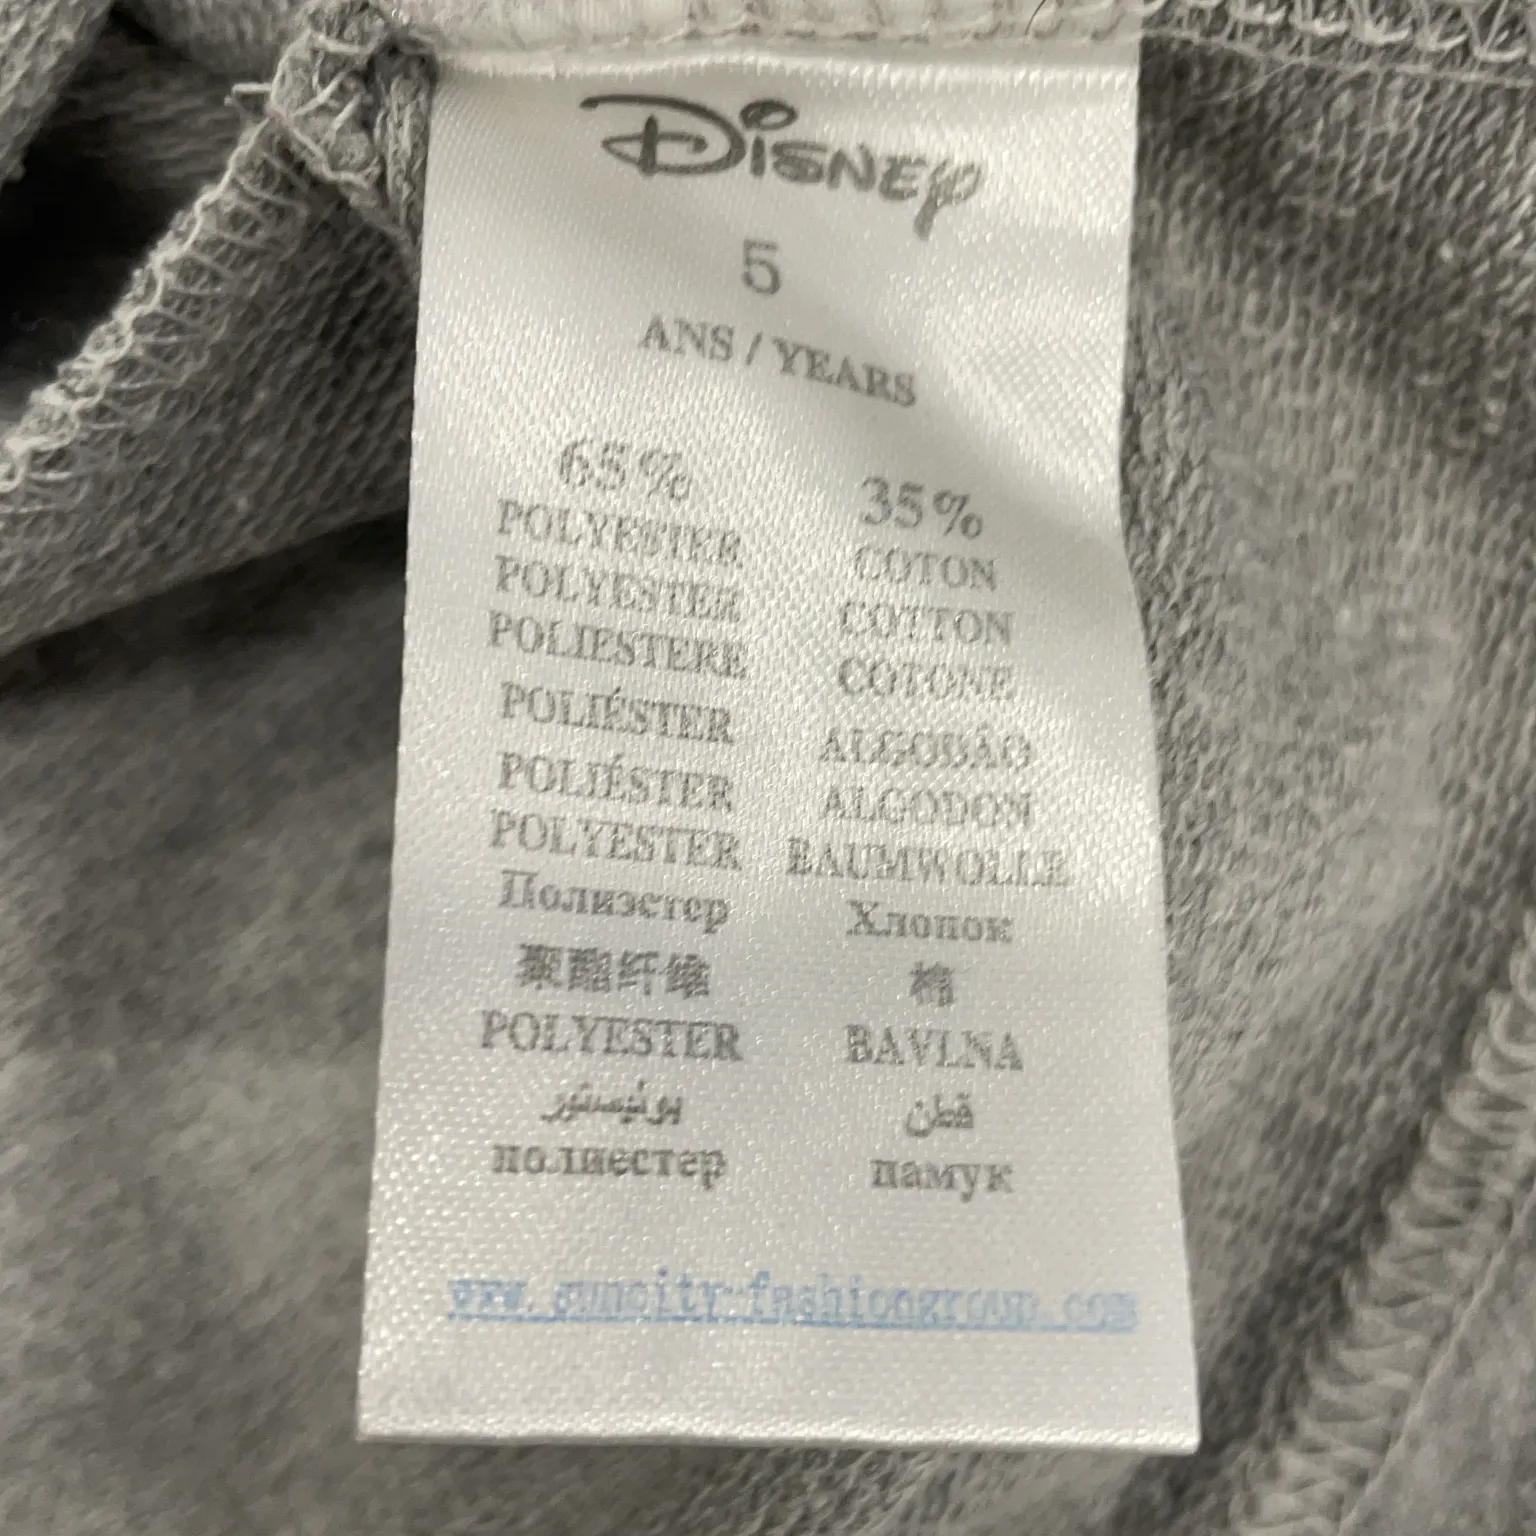 Disney
5
ANS / YEARS
65% 35%
POLYESTER COTON
POLYESTER COTTON
POLIESTERE COTONE
POLIÉSTER ALGODÃO
POLIÉSTER ALGODON
POLYESTER BAUMWOLLE
Полиэстер Хлопок
聚酯纤维 棉
POLYESTER BAVLNA
بوليستور قطن
полиестер памук
www.suncity-fashiongroup.com